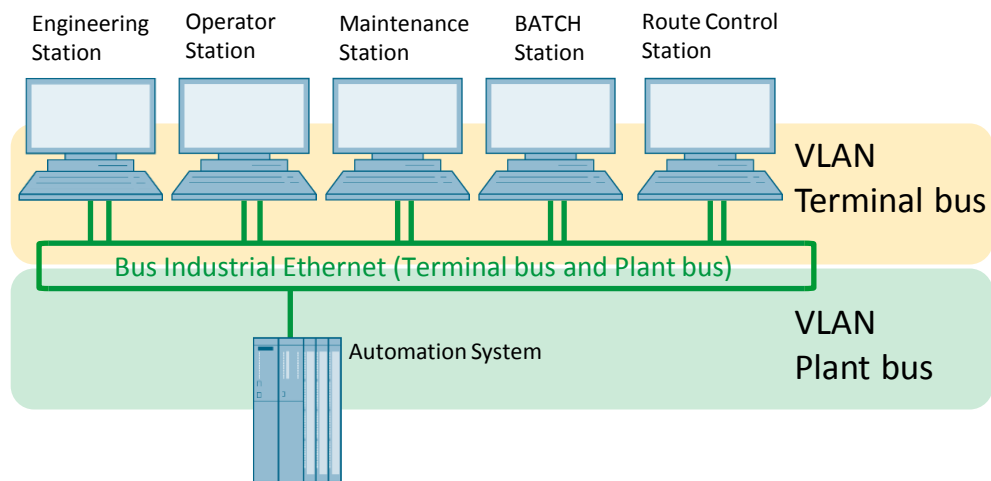 Engineering
Station
Operator
Station
Maintenance
Station
BATCH
Station
Route Control
Station
VLAN
Terminal bus
Bus Industrial Ethernet (Terminal bus and Plant bus)
VLAN
Plant bus
Automation System